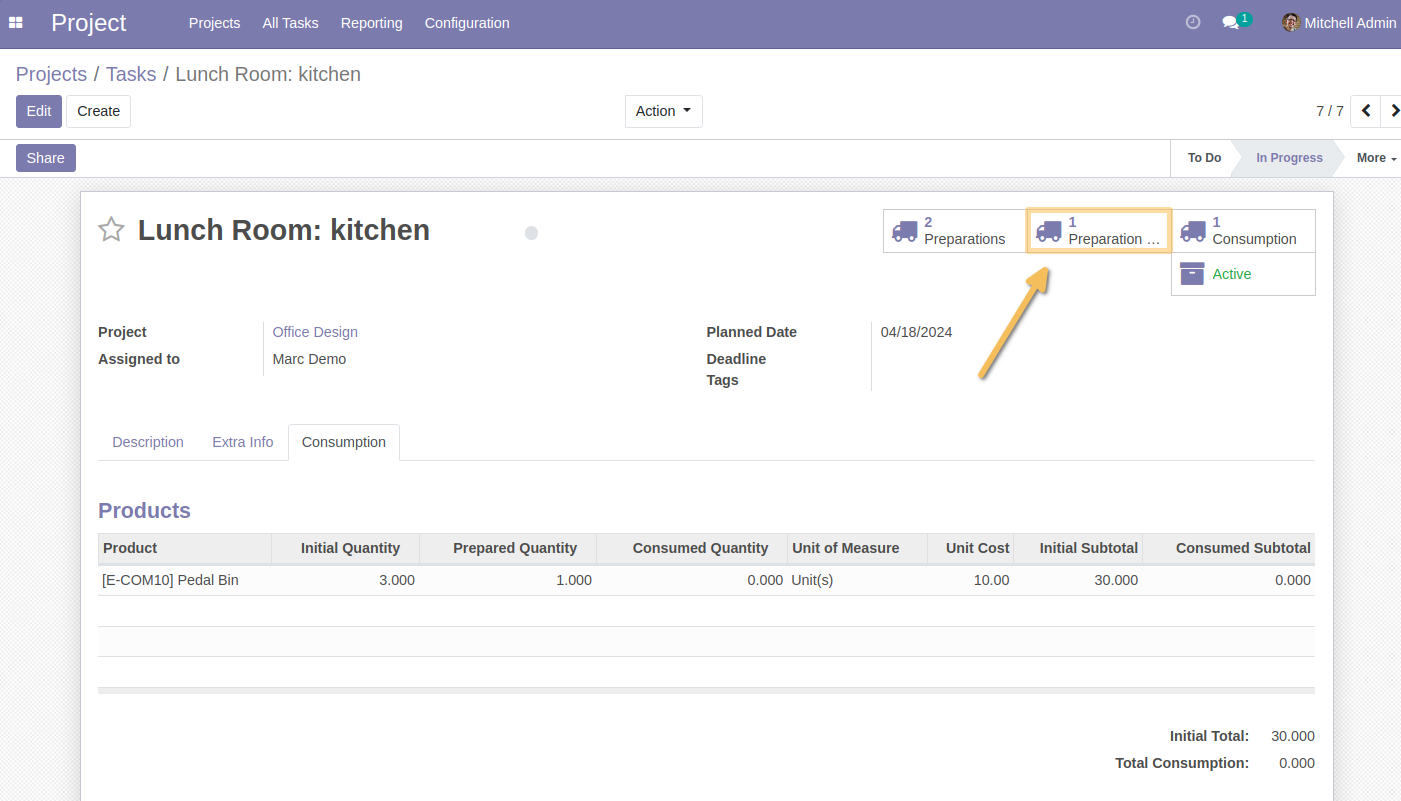 Project Projects All Tasks Reporting Configuration 1 Mitchell Admin
Projects / Tasks / Lunch Room: kitchen
Edit Create Action 7 / 7
Share To Do In Progress More
Lunch Room: kitchen
2 Preparations
1 Preparation ...
1 Consumption
Active
Project Office Design
Assigned to Marc Demo
Planned Date 04/18/2024
Deadline
Tags
Description Extra Info Consumption
Products
Product Initial Quantity Prepared Quantity Consumed Quantity Unit of Measure Unit Cost Initial Subtotal Consumed Subtotal
[E-COM10] Pedal Bin 3.000 1.000 0.000 Unit(s) 10.00 30.000 0.000
Initial Total: 30.000
Total Consumption: 0.000